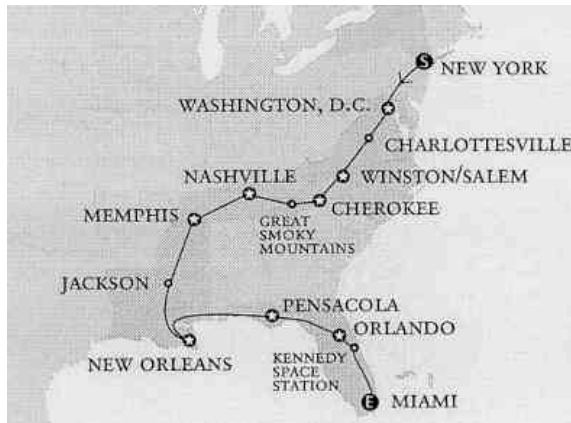 S
NEW YORK
WASHINGTON, D.C.
CHARLOTTESVILLE
NASHVILLE
WINSTON/SALEM
CHEROKEE
MEMPHIS
GREAT
SMOKY
MOUNTAINS
JACKSON
PENSACOLA
ORLANDO
NEW ORLEANS
KENNEDY
SPACE
STATION
E
MIAMI